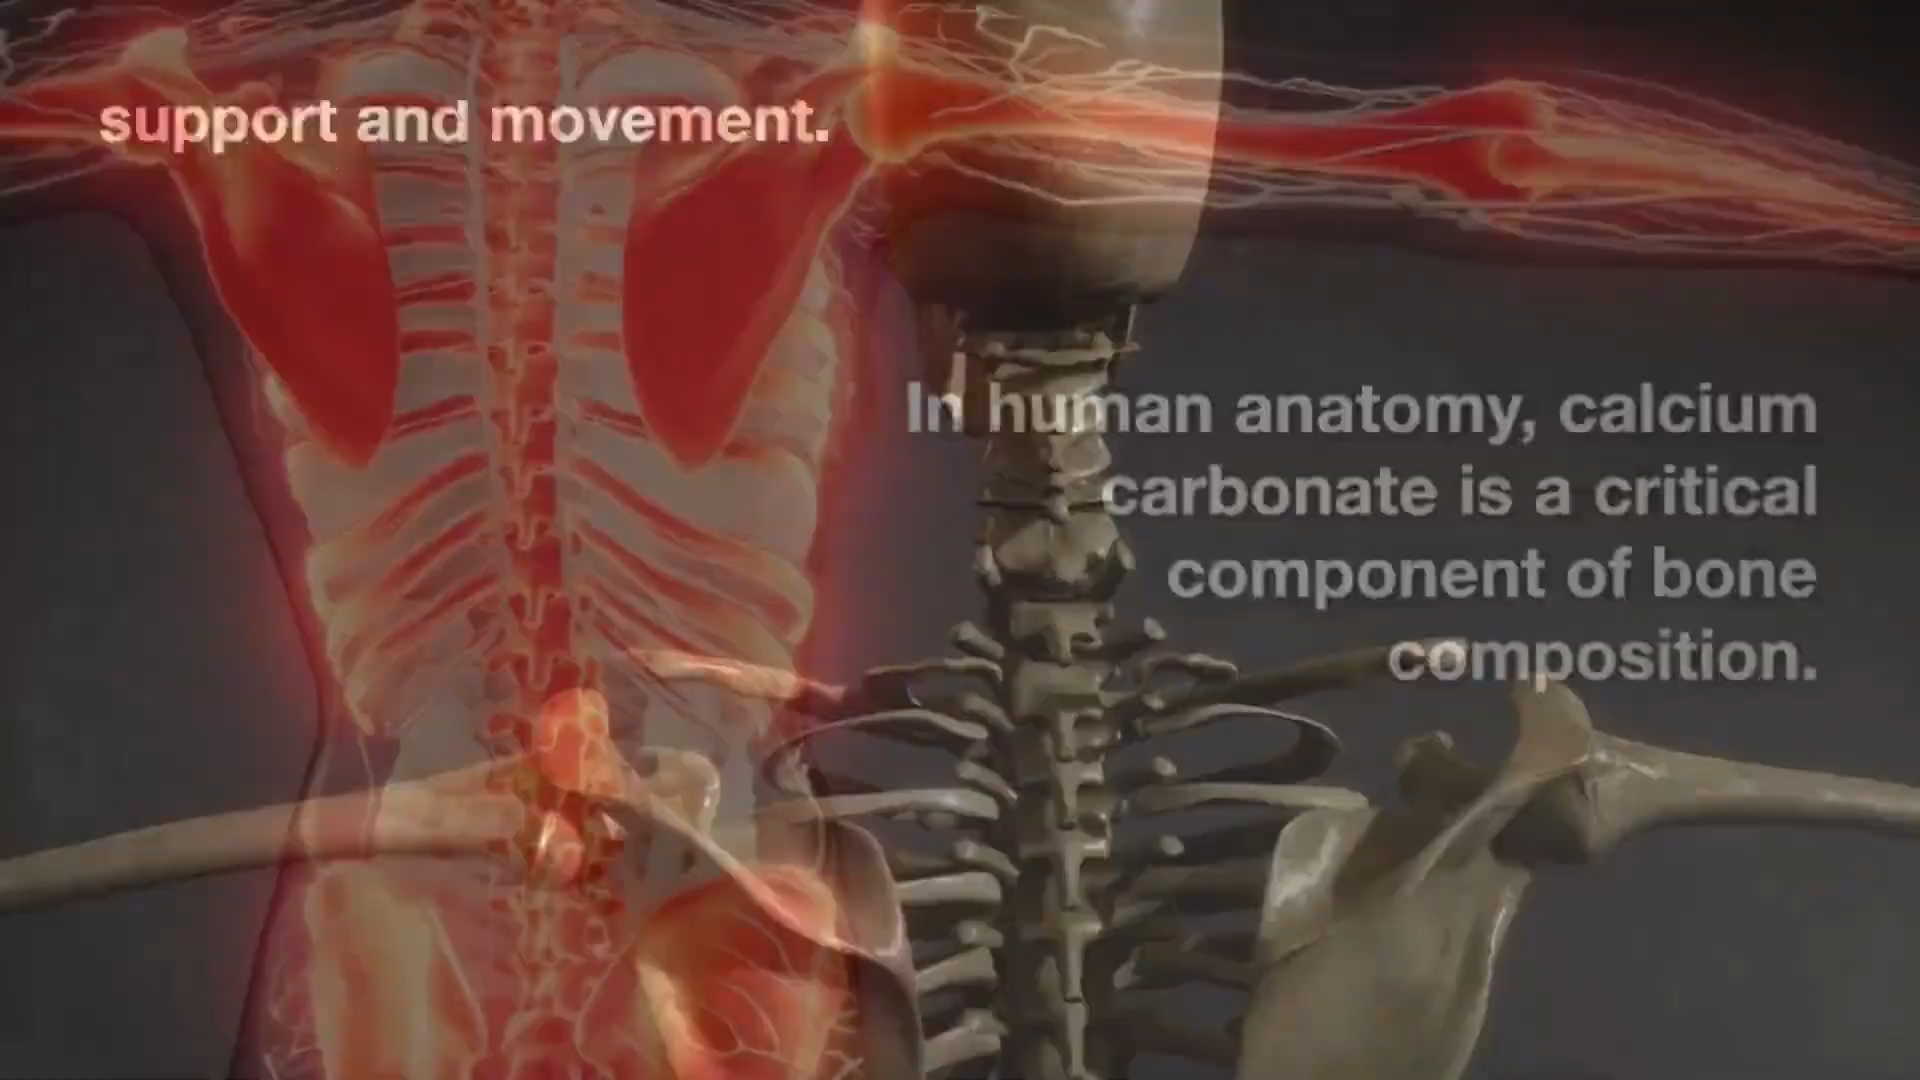 support and movement.
In human anatomy, calcium
carbonate is a critical
component of bone
composition.